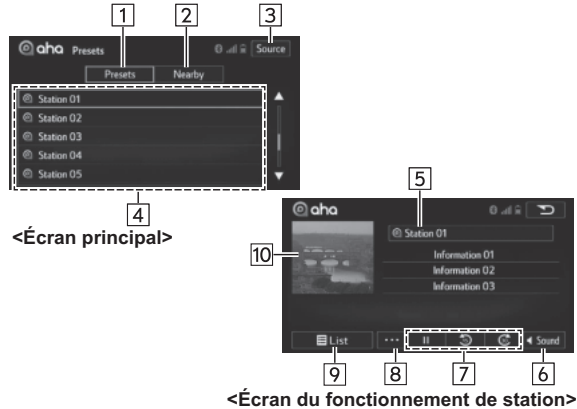 1 2 3
aha Presets Source
Presets Nearby
Station 01
Station 02
Station 03
Station 04
Station 05
4
<Écran principal>
5
aha
Station 01
10
Information 01
Information 02
Information 03
List ••• Sound
9 8 7 6
<Écran du fonctionnement de station>